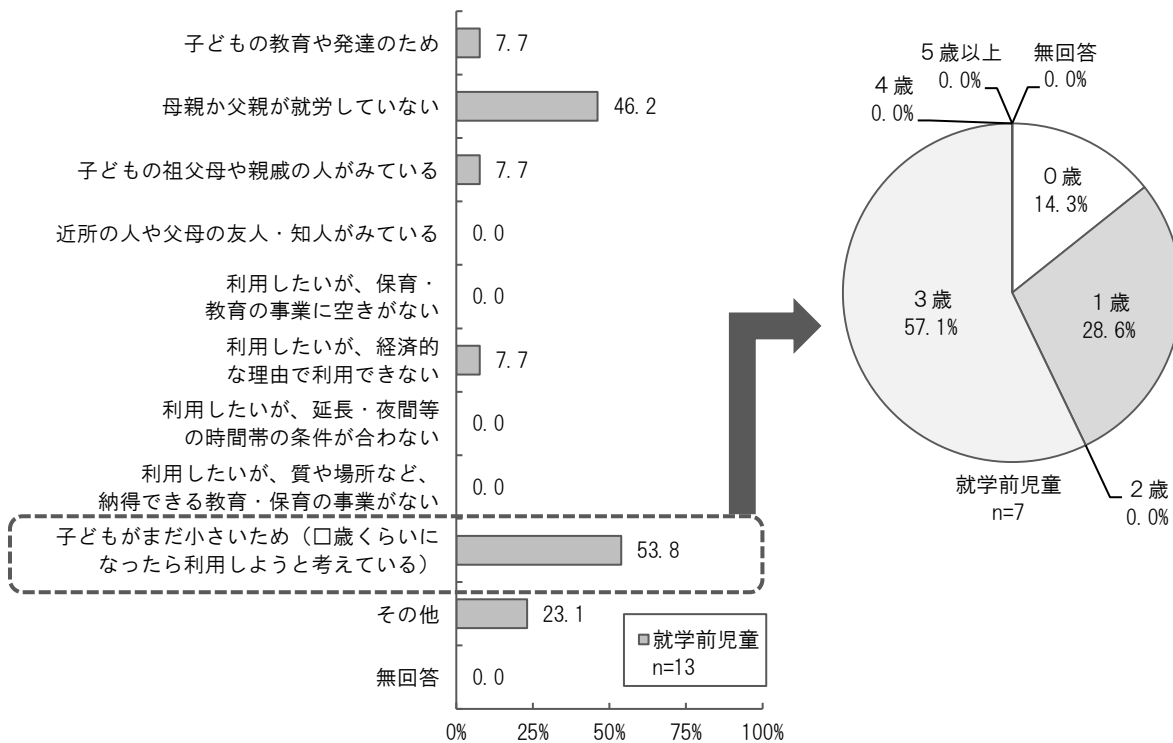 子どもの教育や発達のため
7.7
母親か父親が就労していない
46.2
子どもの祖父母や親戚の人がみている
7.7
近所の人や父母の友人・知人がみている
0.0
利用したいが、保育・
教育の事業に空きがない
0.0
利用したいが、経済的
な理由で利用できない
7.7
利用したいが、延長・夜間等
の時間帯の条件が合わない
0.0
利用したいが、質や場所など、
納得できる教育・保育の事業がない
0.0
子どもがまだ小さいため（□歳くらいに
なったら利用しようと考えている）
53.8
その他
23.1
無回答
0.0
就学前児童
n=13
0%
25%
50%
75%
100%
5歳以上
0.0%
無回答
0.0%
4歳
0.0%
0歳
14.3%
1歳
28.6%
3歳
57.1%
2歳
0.0%
就学前児童
n=7